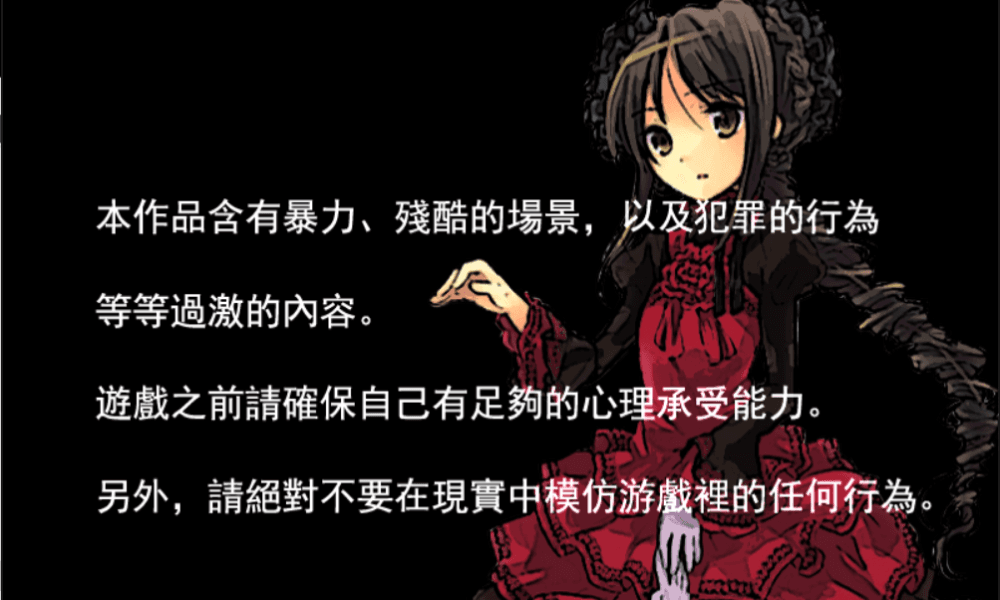 本作品含有暴力、殘酷的場景，以及犯罪的行為
等等過激的內容。
遊戲之前請確保自己有足夠的心理承受能力。
另外，請絕對不要在現實中模仿游戲裡的任何行為。